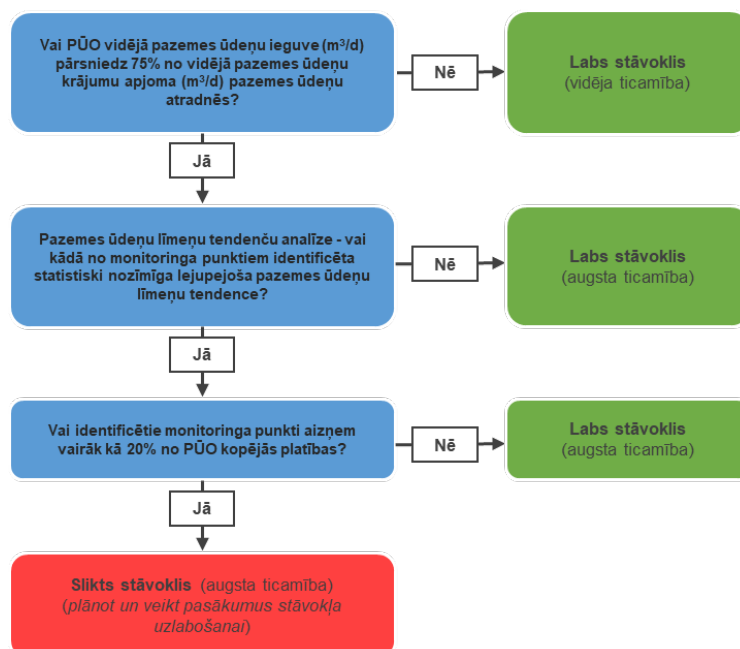 Vai PŪO vidējā pazemes ūdeņu ieguve (m³/d)
pārsniedz 75% no vidējā pazemes ūdeņu
krājumu apjoma (m³/d) pazemes ūdeņu
atradnēs?
Nē
Labs stāvoklis
(vidēja ticamība)
Jā
Pazemes ūdeņu līmeņu tendenču analīze - vai
kādā no monitoringa punktiem identificēta
statistiski nozīmīga lejupejoša pazemes ūdeņu
līmeņu tendence?
Nē
Labs stāvoklis
(augsta ticamība)
Jā
Vai identificētie monitoringa punkti aizņem
vairāk kā 20% no PŪO kopējās platības?
Nē
Labs stāvoklis
(augsta ticamība)
Jā
Slikts stāvoklis (augsta ticamība)
(plānot un veikt pasākumus stāvokļa
uzlabošanai)